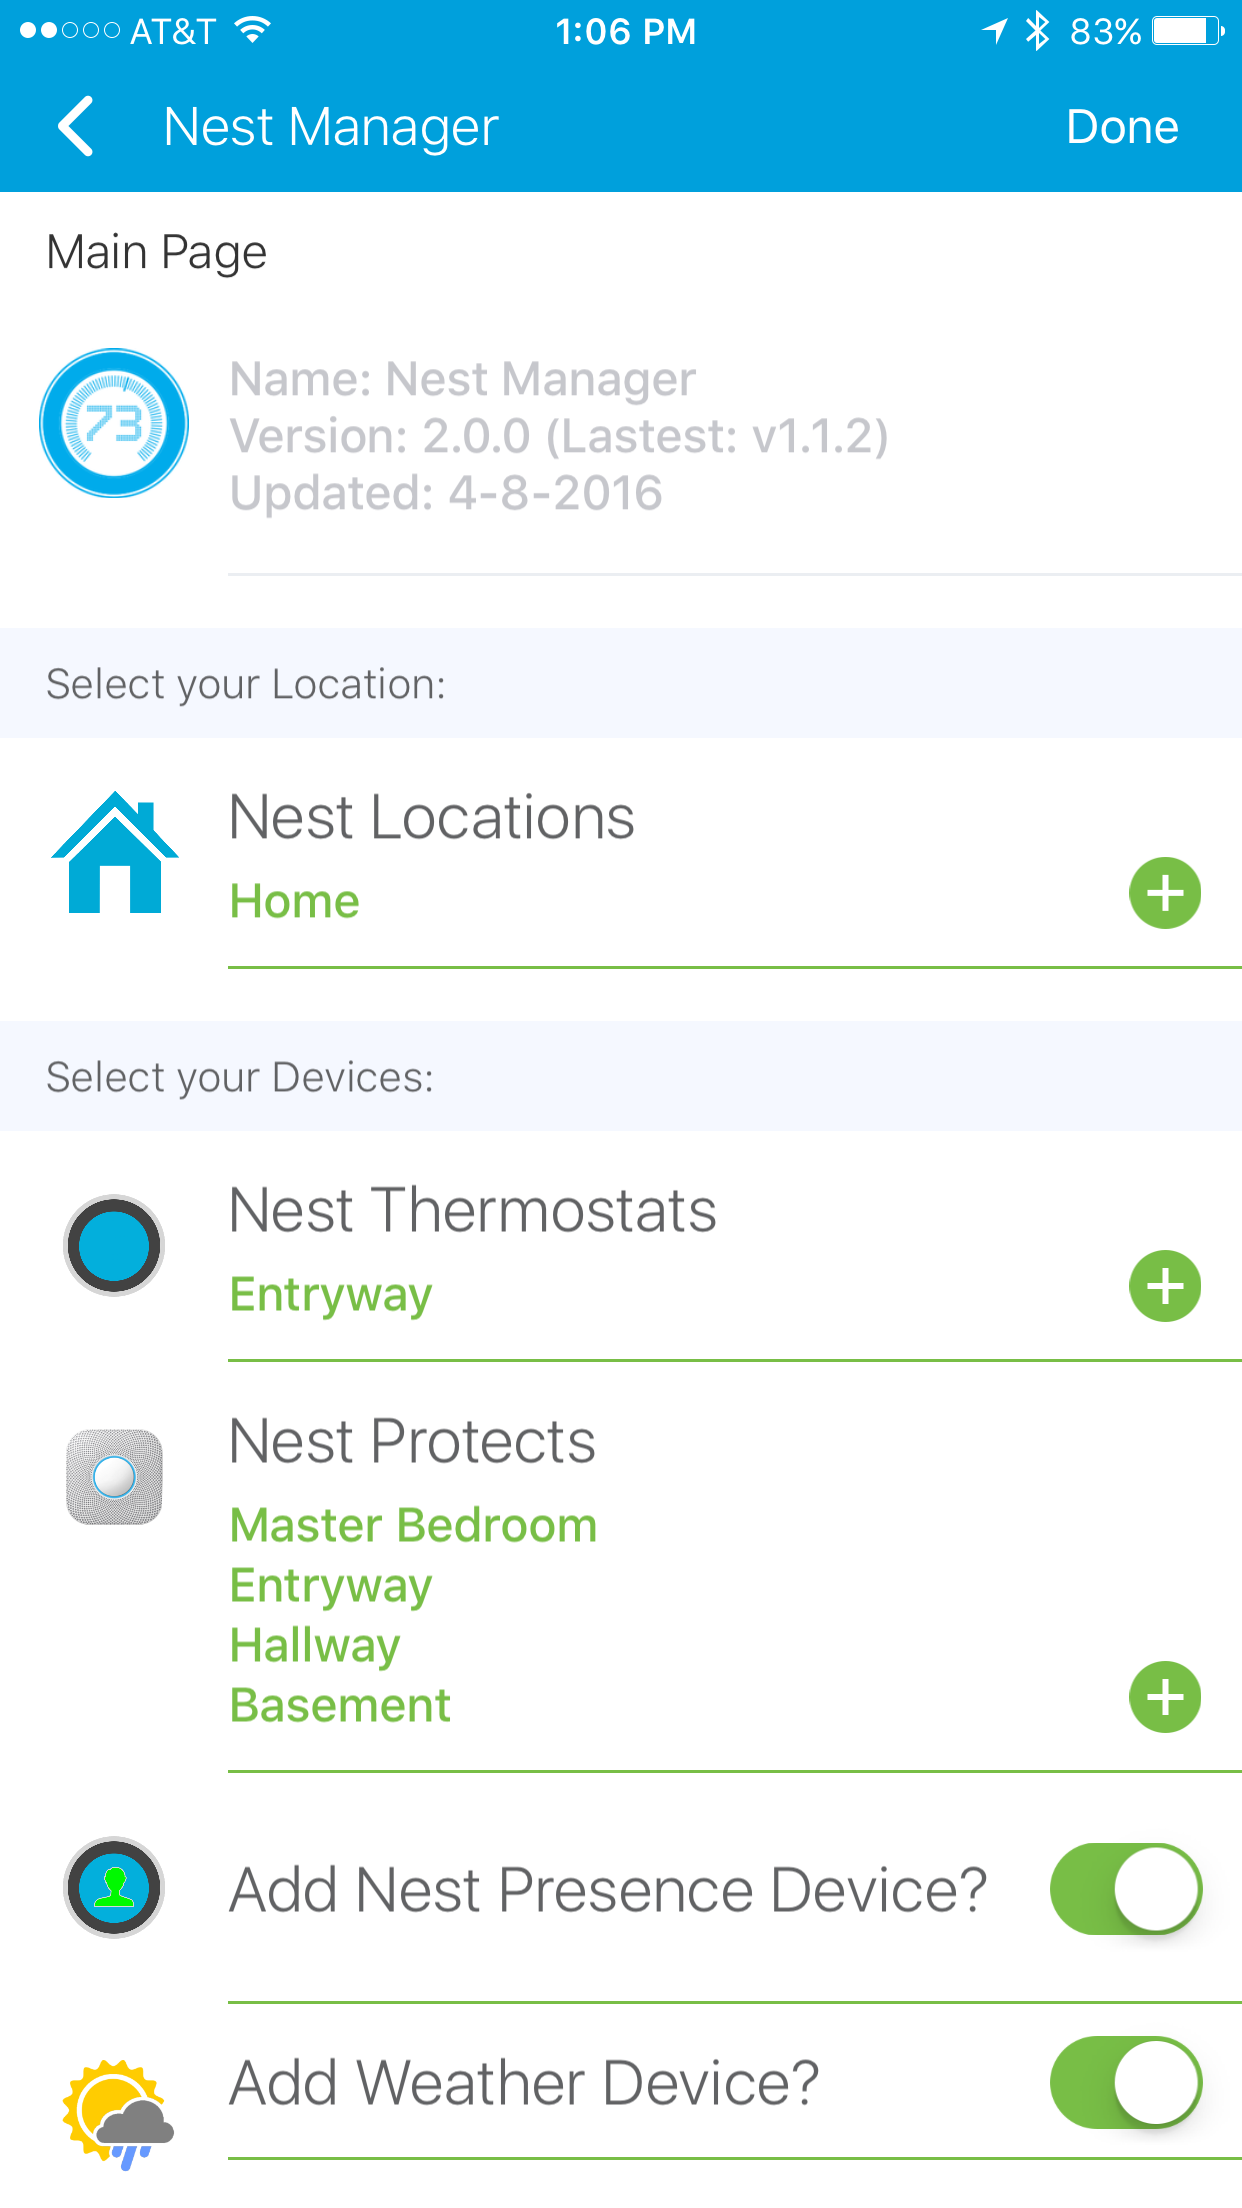 AT&T 1:06 PM 83%
Nest Manager Done
Main Page
73
Name: Nest Manager
Version: 2.0.0 (Lastest: v1.1.2)
Updated: 4-8-2016
Select your Location:
Nest Locations
Home
Select your Devices:
Nest Thermostats
Entryway
Nest Protects
Master Bedroom
Entryway
Hallway
Basement
Add Nest Presence Device?
Add Weather Device?